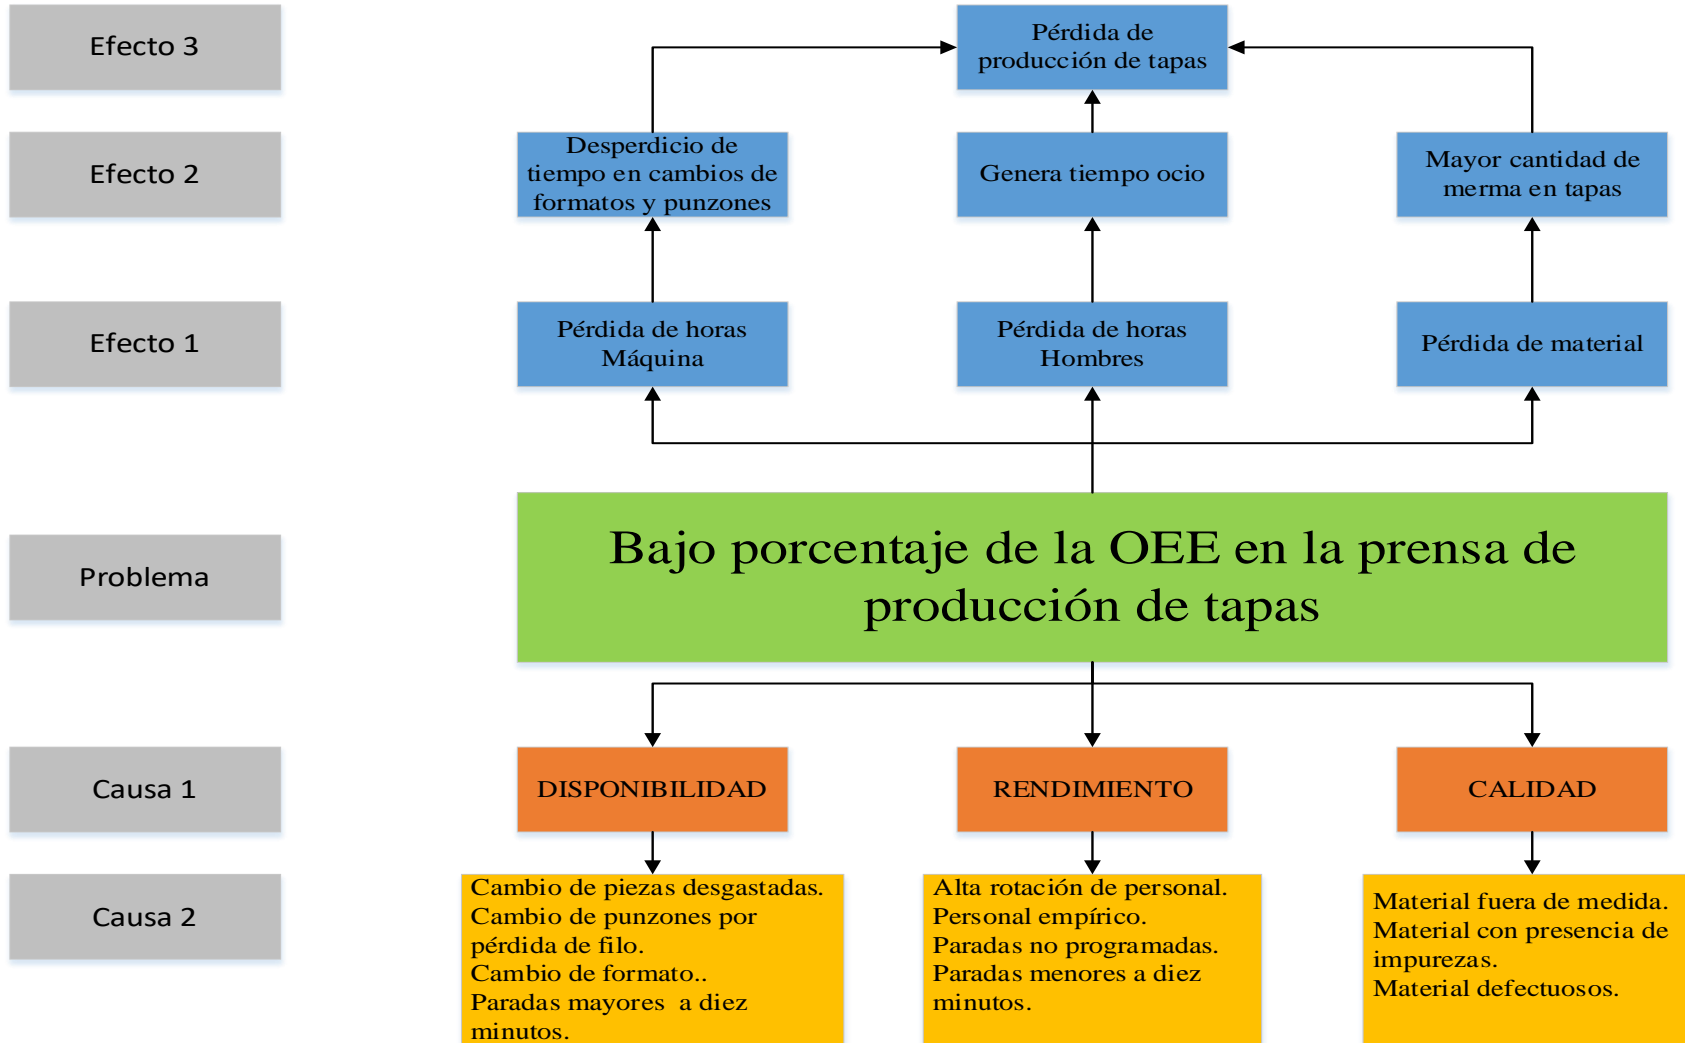 Efecto 3
Pérdida de
producción de tapas
Efecto 2
Desperdicio de
tiempo en cambios de
formatos y punzones
Genera tiempo ocio
Mayor cantidad de
merma en tapas
Efecto 1
Pérdida de horas
Máquina
Pérdida de horas
Hombres
Pérdida de material
Problema
Bajo porcentaje de la OEE en la prensa de
producción de tapas
Causa 1
DISPONIBILIDAD
RENDIMIENTO
CALIDAD
Causa 2
Cambio de piezas desgastadas.
Cambio de punzones por
pérdida de filo.
Cambio de formato..
Paradas mayores  a diez
minutos.
Alta rotación de personal.
Personal empírico.
Paradas no programadas.
Paradas menores a diez
minutos.
Material fuera de medida.
Material con presencia de
impurezas.
Material defectuosos.